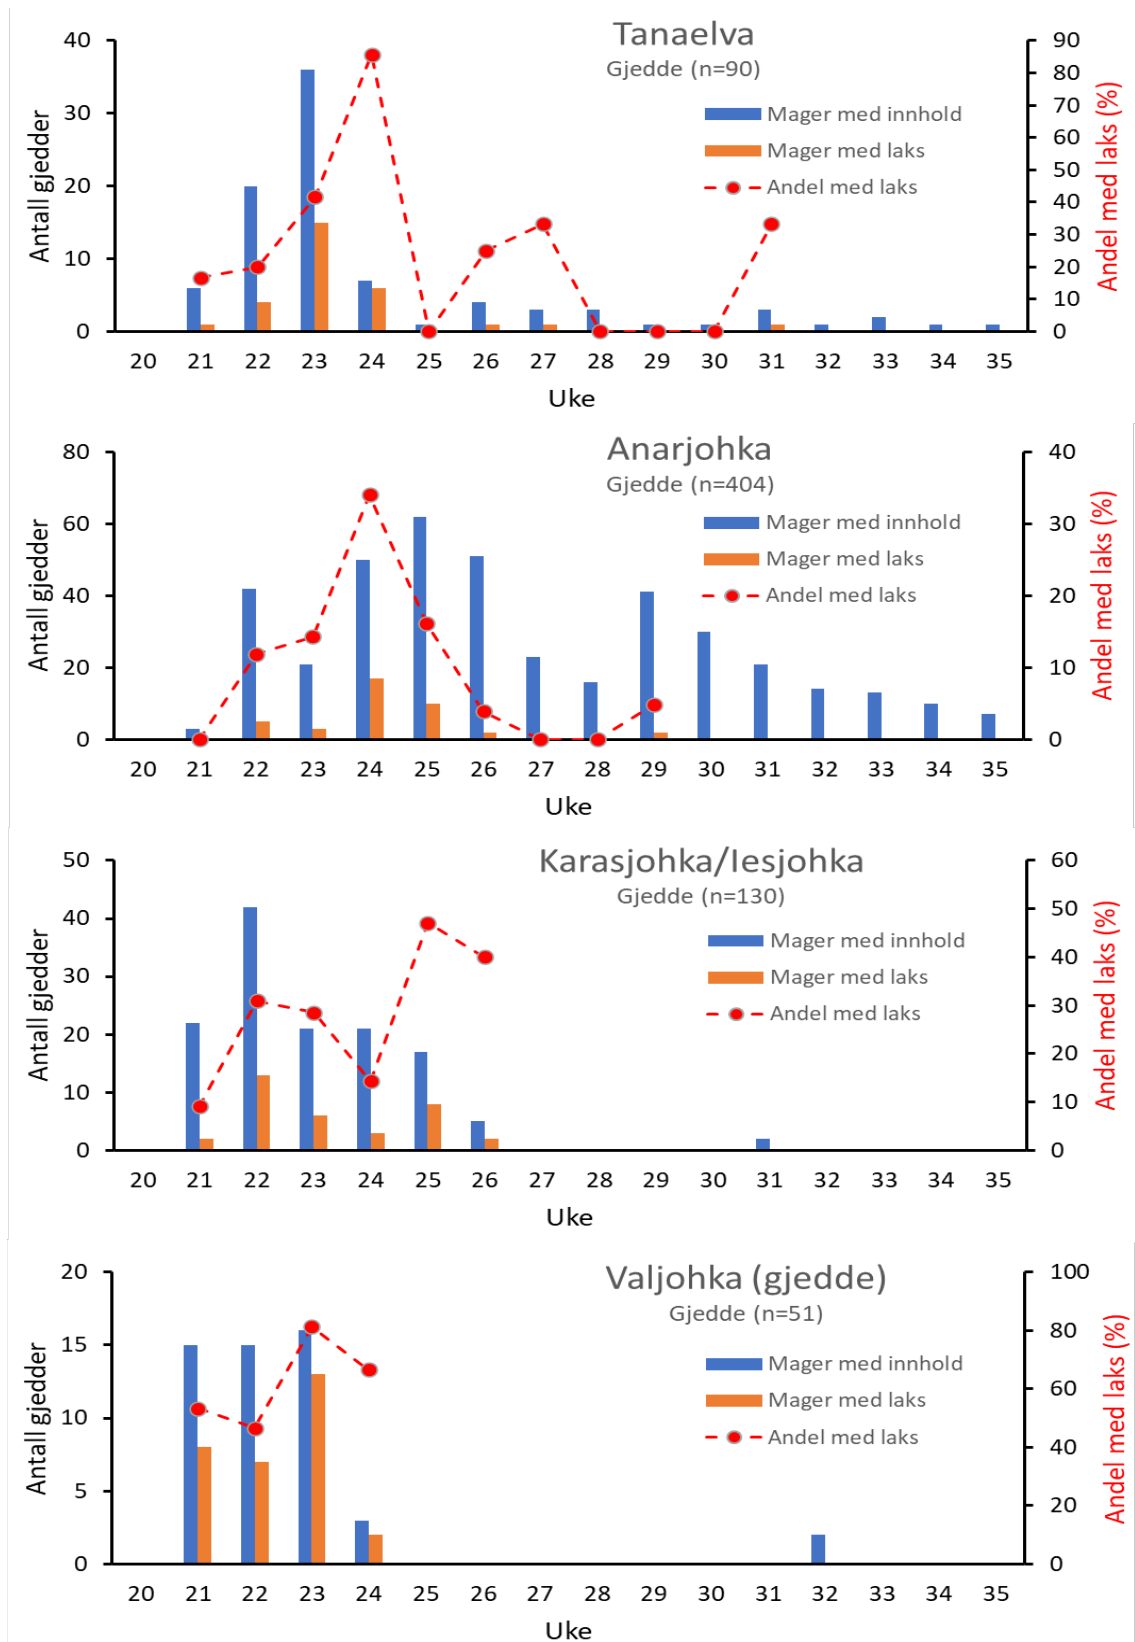 Tanaelva
Gjedde (n=90)
Antall gjedder
Andel med laks (%)
40
30
20
10
0
90
80
70
60
50
40
30
20
10
0
Mager med innhold
Mager med laks
Andel med laks
20 21 22 23 24 25 26 27 28 29 30 31 32 33 34 35
Uke
Anarjohka
Gjedde (n=404)
Antall gjedder
Andel med laks (%)
80
60
40
20
0
40
30
20
10
0
Mager med innhold
Mager med laks
Andel med laks
20 21 22 23 24 25 26 27 28 29 30 31 32 33 34 35
Uke
Karasjohka/Iesjohka
Gjedde (n=130)
Antall gjedder
Andel med laks (%)
50
40
30
20
10
0
60
50
40
30
20
10
0
Mager med innhold
Mager med laks
Andel med laks
20 21 22 23 24 25 26 27 28 29 30 31 32 33 34 35
Uke
Valjohka (gjedde)
Gjedde (n=51)
Antall gjedder
Andel med laks (%)
20
15
10
5
0
100
80
60
40
20
0
Mager med innhold
Mager med laks
Andel med laks
20 21 22 23 24 25 26 27 28 29 30 31 32 33 34 35
Uke